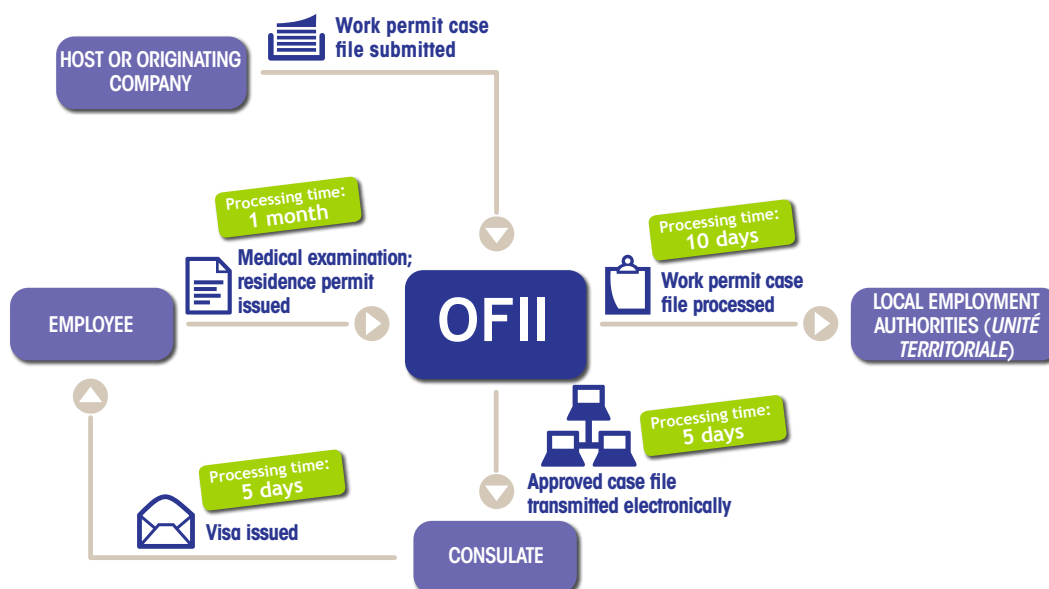 Work permit case
file submitted
HOST OR ORIGINATING
COMPANY
Processing time:
1 month
Medical examination;
residence permit
issued
Processing time:
10 days
Work permit case
file processed
EMPLOYEE
OFII
LOCAL EMPLOYMENT
AUTHORITIES (UNITÉ
TERRITORIALE)
Processing time:
5 days
Approved case file
transmitted electronically
Processing time:
5 days
Visa issued
CONSULATE